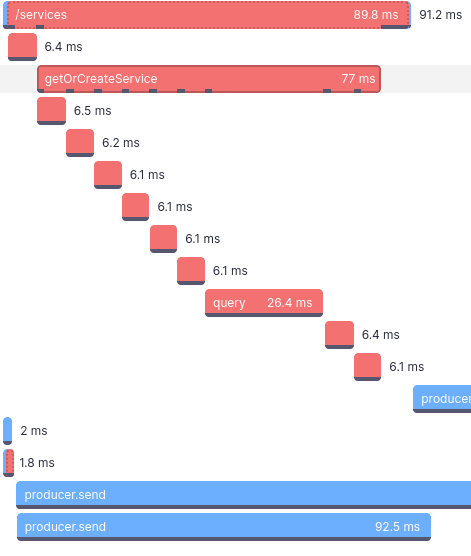 /services 89.8 ms 91.2 ms
6.4 ms
getOrCreateService 77 ms
6.5 ms
6.2 ms
6.1 ms
6.1 ms
6.1 ms
6.1 ms
query 26.4 ms
6.4 ms
6.1 ms
producer
2 ms
1.8 ms
producer.send
producer.send 92.5 ms